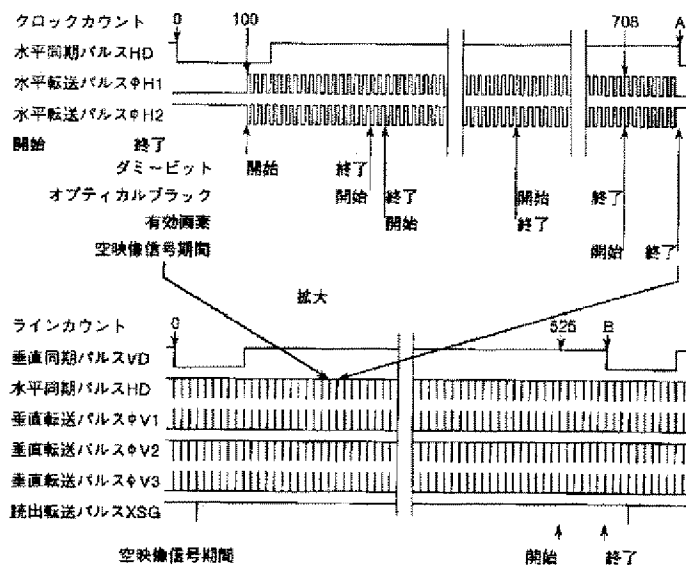 クロックカウント 0 100 708 A
水平同期パルスHD
水平転送パルスΦH1
水平転送パルスΦH2
開始 終了
ダミービット 開始 終了
オプティカルブラック 開始 終了 開始 終了
有効画素 開始 終了
空映像信号期間 開始 終了
拡大
ラインカウント 0 525 B
垂直同期パルスVD
水平同期パルスHD
垂直転送パルスΦV1
垂直転送パルスΦV2
垂直転送パルスΦV3
読出転送パルスXSG
空映像信号期間 開始 終了